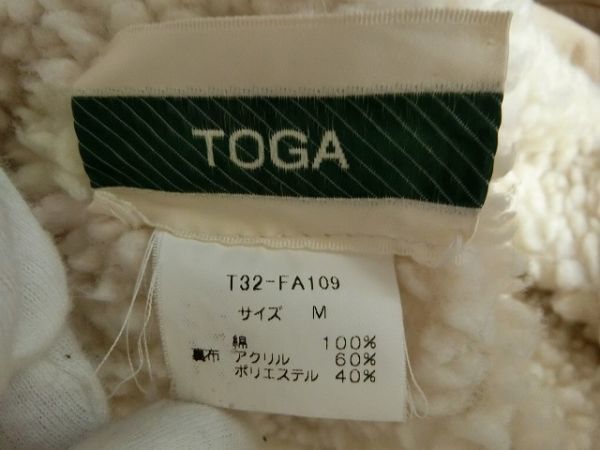 TOGA
T32-FA109
サイズ M
綿 100%
裏布 アクリル 60%
ポリエステル 40%